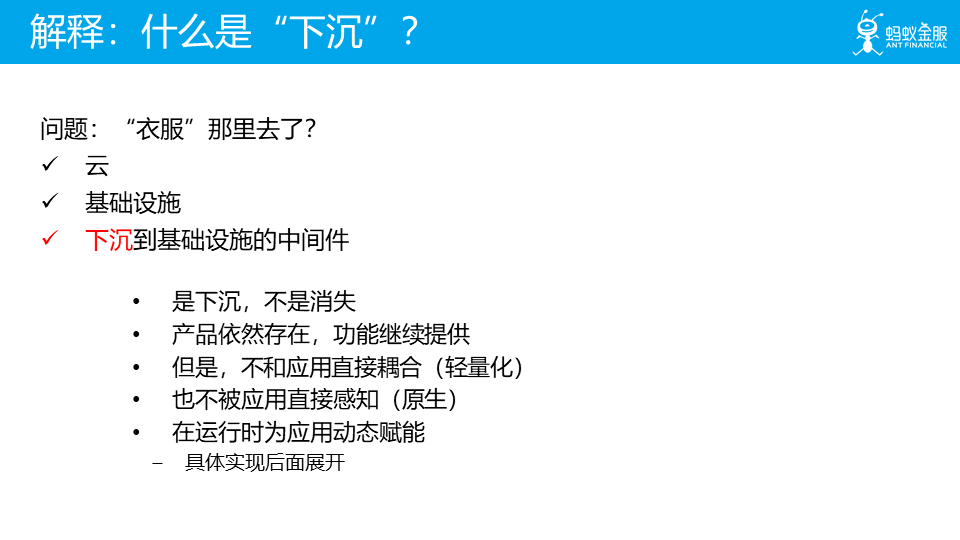 解释：什么是“下沉”？
蚂蚁金服
ANT FINANCIAL
问题：“衣服”那里去了？
✓ 云
✓ 基础设施
✓ 下沉到基础设施的中间件
• 是下沉，不是消失
• 产品依然存在，功能继续提供
• 但是，不和应用直接耦合（轻量化）
• 也不被应用直接感知（原生）
• 在运行时为应用动态赋能
– 具体实现后面展开